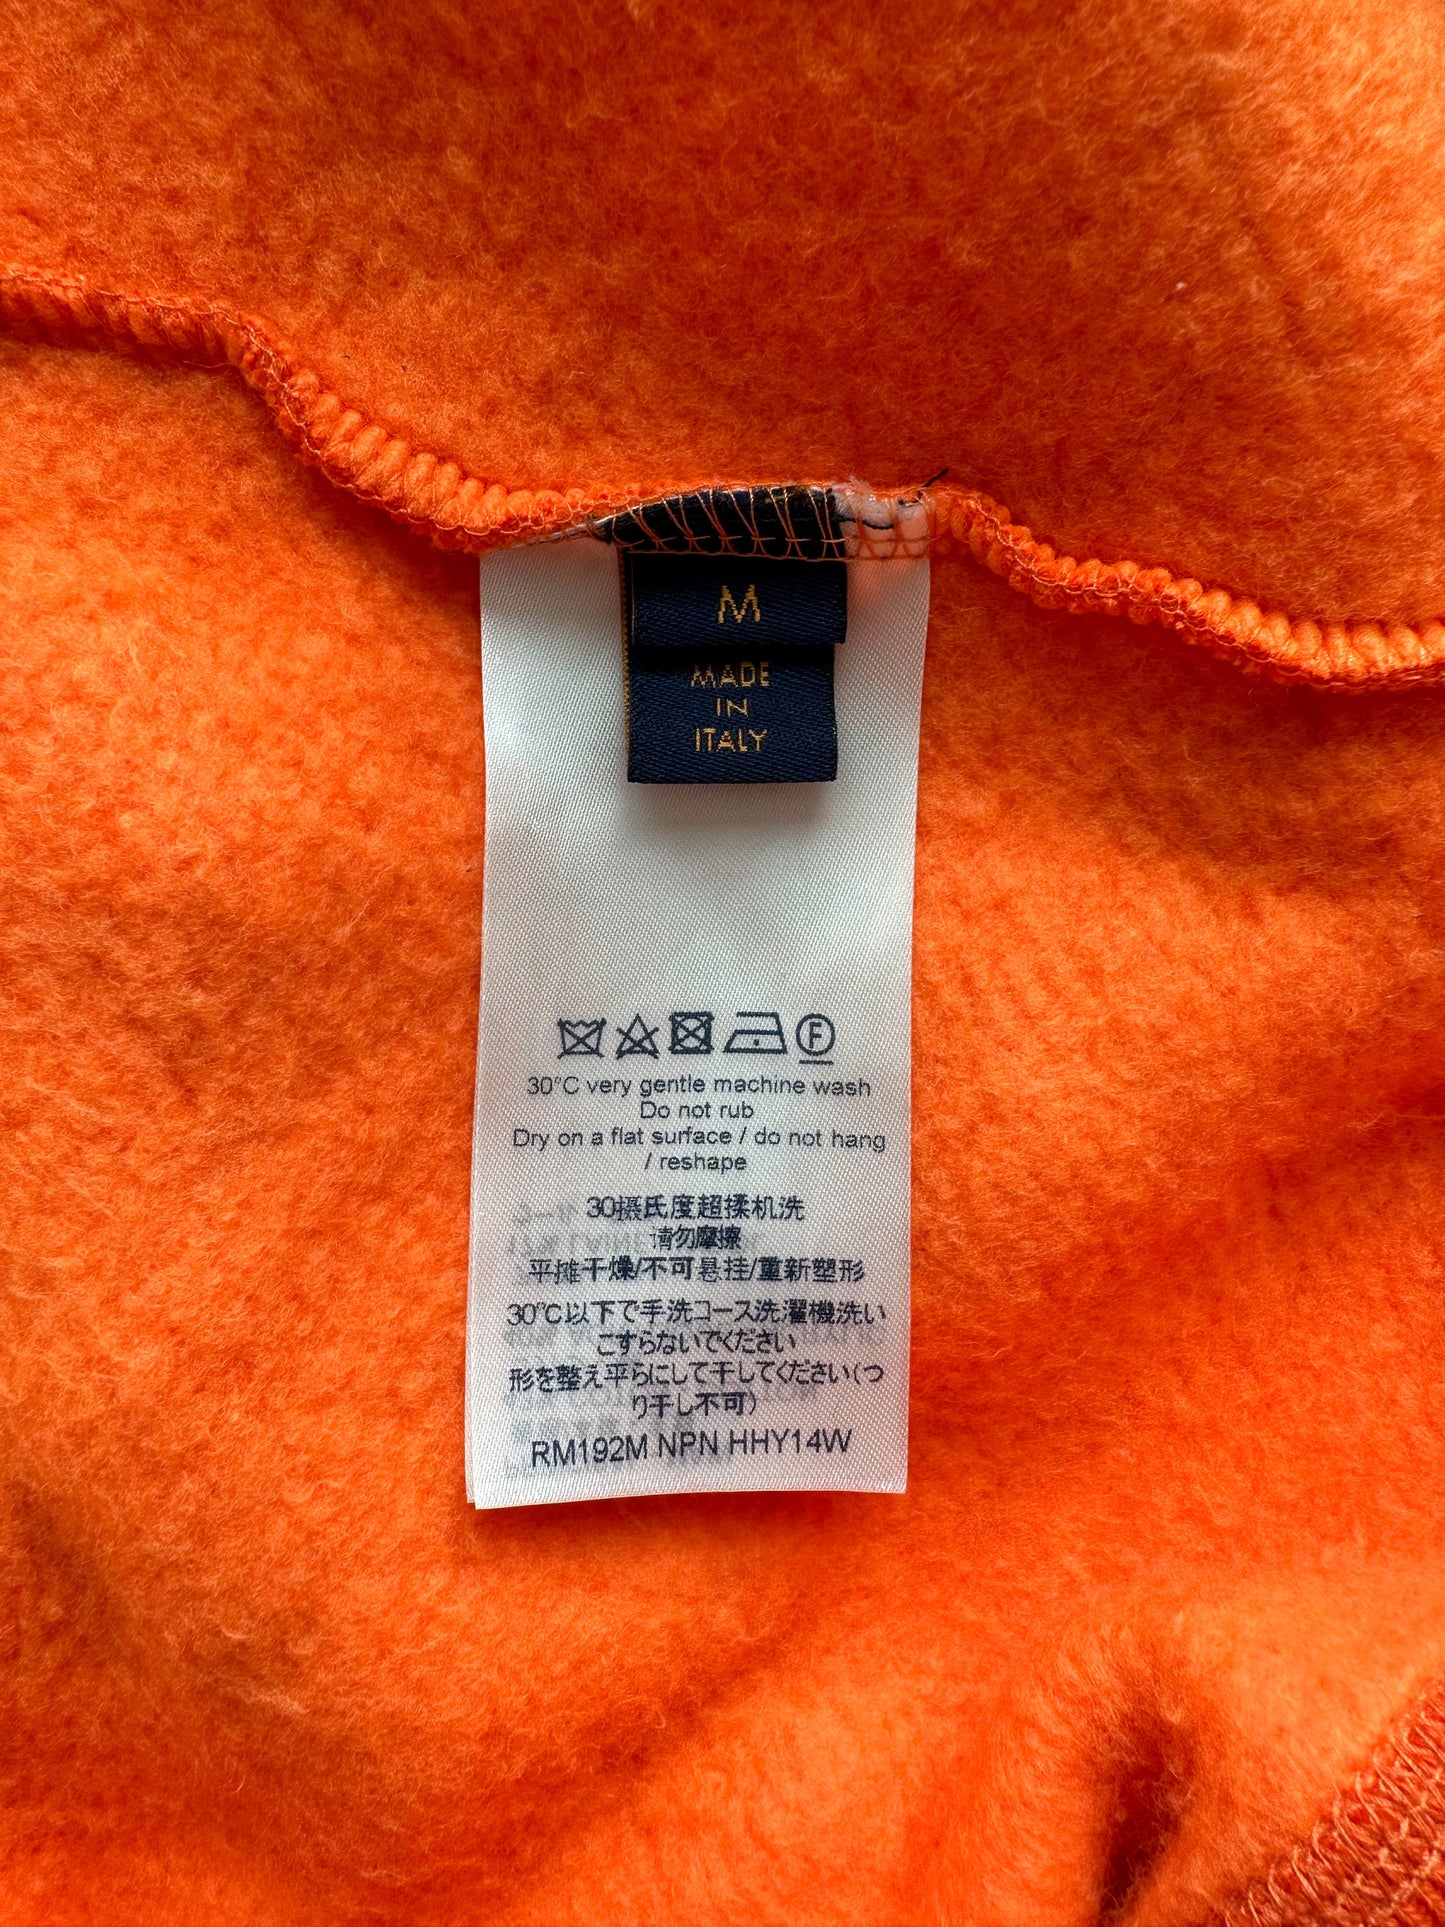 M
MADE
IN
ITALY
F
30°C very gentle machine wash
Do not rub
Dry on a flat surface / do not hang
/ reshape
30摄氏度超揉机洗
请勿摩擦
平摊干燥/不可悬挂/重新塑形
30℃以下で手洗コース洗濯機洗い
こすらないでください
形を整え平らにして干してください(つ
り干し不可)
RM192M NPN HHY14W